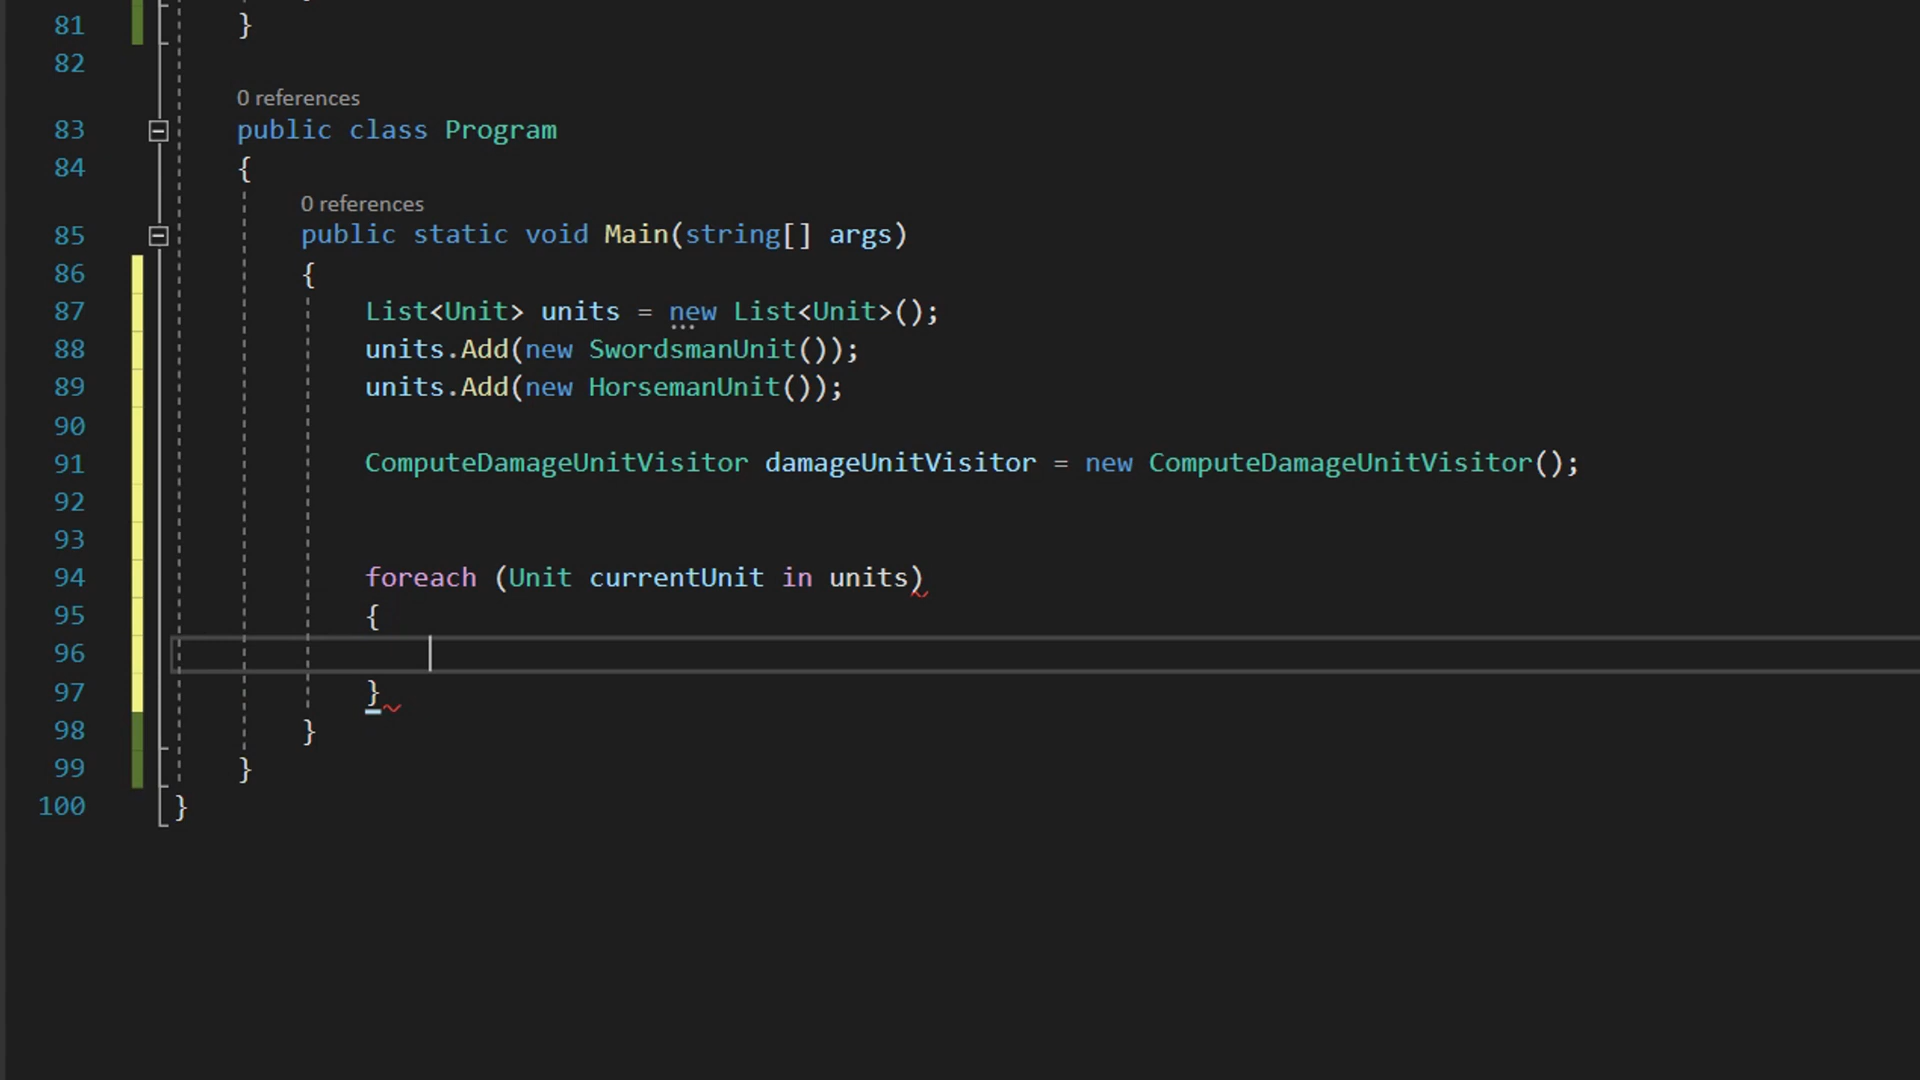 81 }
82
0 references
83 public class Program
84 {
0 references
85 public static void Main(string[] args)
86 {
87 List<Unit> units = new List<Unit>();
88 units.Add(new SwordsmanUnit());
89 units.Add(new HorsemanUnit());
90
91 ComputeDamageUnitVisitor damageUnitVisitor = new ComputeDamageUnitVisitor();
92
93
94 foreach (Unit currentUnit in units)
95 {
96
97 }
98 }
99 }
100 }